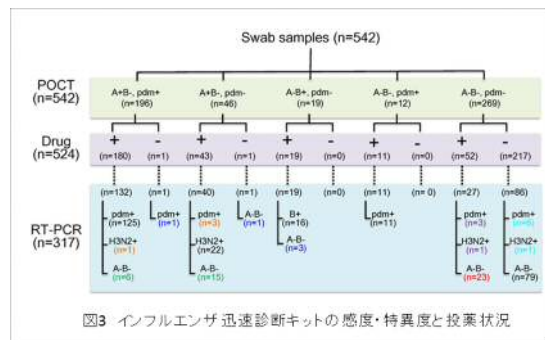 Swab samples (n=542)
POCT
(n=542)
A+B-, pdm+
(n=196)
A+B-, pdm-
(n=46)
A-B+, pdm-
(n=19)
A-B-, pdm+
(n=12)
A-B-, pdm-
(n=269)
Drug
(n=524)
+ - + - + - + - + -
(n=180) (n=1) (n=43) (n=1) (n=19) (n=0) (n=11) (n=0) (n=52) (n=217)
RT-PCR
(n=317)
(n=132) (n=1) (n=40) (n=1) (n=19) (n=0) (n=11) (n= 0) (n=27) (n=86)
pdm+
(n=125)
H3N2+
(n=1)
A-B-
(n=6)
pdm+
(n=1)
pdm+
(n=3)
H3N2+
(n=22)
A-B-
(n=15)
A-B-
(n=1)
B+
(n=16)
A-B-
(n=3)
pdm+
(n=11)
pdm+
(n=3)
H3N2+
(n=1)
A-B-
(n=23)
pdm+
(n=6)
H3N2+
(n=1)
A-B-
(n=79)
図3 インフルエンザ 迅速診断キットの感度・特異度と投薬状況